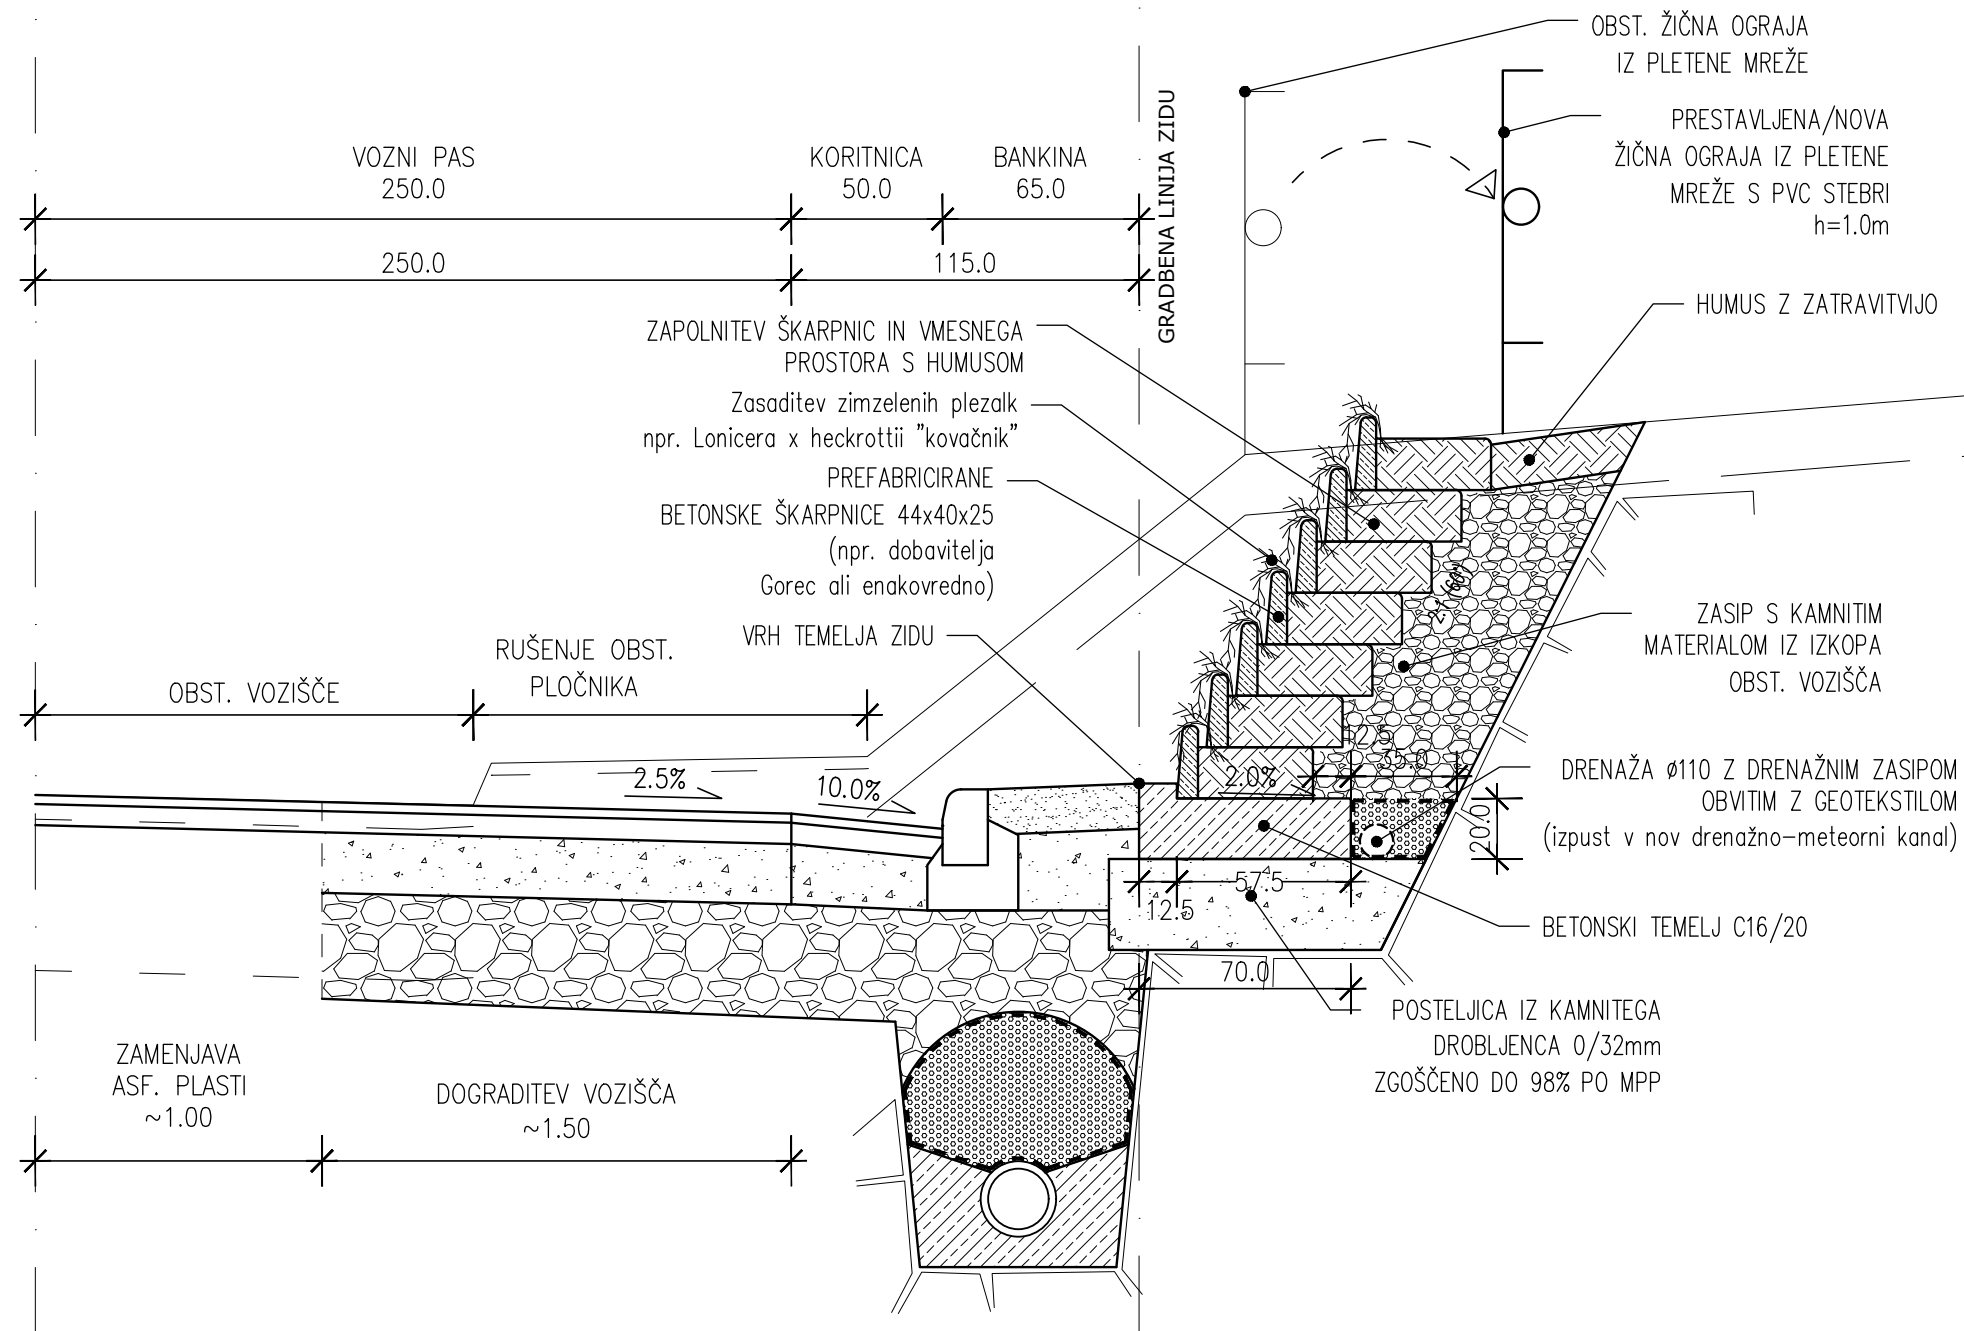 OBST. ŽIČNA OGRAJA
IZ PLETENE MREŽE
PRESTAVLJENA/NOVA
ŽIČNA OGRAJA IZ PLETENE
MREŽE S PVC STEBRI
h=1.0m
VOZNI PAS
250.0
KORITNICA
50.0
BANKINA
65.0
250.0
115.0
GRADBENA LINIJA ZIDU
HUMUS Z ZATRAVITVIJO
ZAPOLNITEV ŠKARPNIC IN VMESNEGA
PROSTORA S HUMUSOM
Zasaditev zimzelenih plezalk
npr. Lonicera x heckrottii "kovačnik"
PREFABRICIRANE
BETONSKE ŠKARPNICE 44x40x25
(npr. dobavitelja
Gorec ali enakovredno)
VRH TEMELJA ZIDU
ZASIP S KAMNITIM
MATERIALOM IZ IZKOPA
OBST. VOZIŠČA
RUŠENJE OBST.
PLOČNIKA
OBST. VOZIŠČE
2.5%
10.0%
2.0%
35.0
20.0
DRENAŽA ø110 Z DRENAŽNIM ZASIPOM
OBVITIM Z GEOTEKSTILOM
(izpust v nov drenažno-meteorni kanal)
57.5
12.5
70.0
BETONSKI TEMELJ C16/20
POSTELJICA IZ KAMNITEGA
DROBLJENCA 0/32mm
ZGOŠČENO DO 98% PO MPP
ZAMENJAVA
ASF. PLASTI
~1.00
DOGRADITEV VOZIŠČA
~1.50